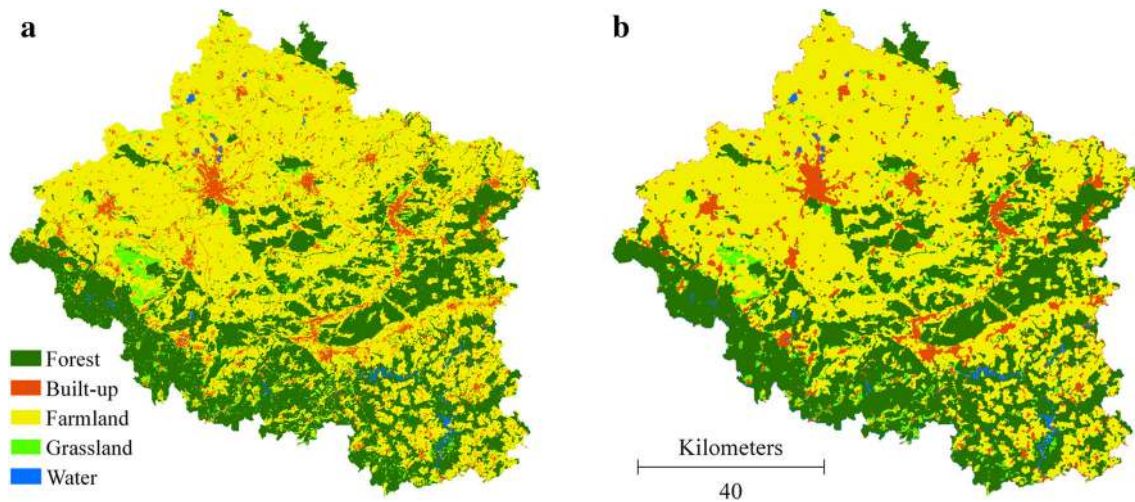 a
b
Forest
Built-up
Farmland
Grassland
Water
Kilometers
40